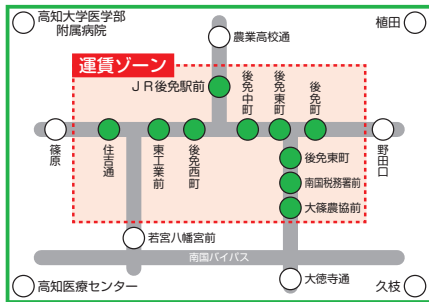 高知大学医学部
附属病院
植田
農業高校通
運賃ゾーン
JR後免駅前
後免中町
後免東町
後免町
篠原
住吉通
東工業前
後免西町
野田口
後免東町
南国税務署前
大篠農協前
若宮八幡宮前
南国バイパス
高知医療センター
大徳寺通
久枝